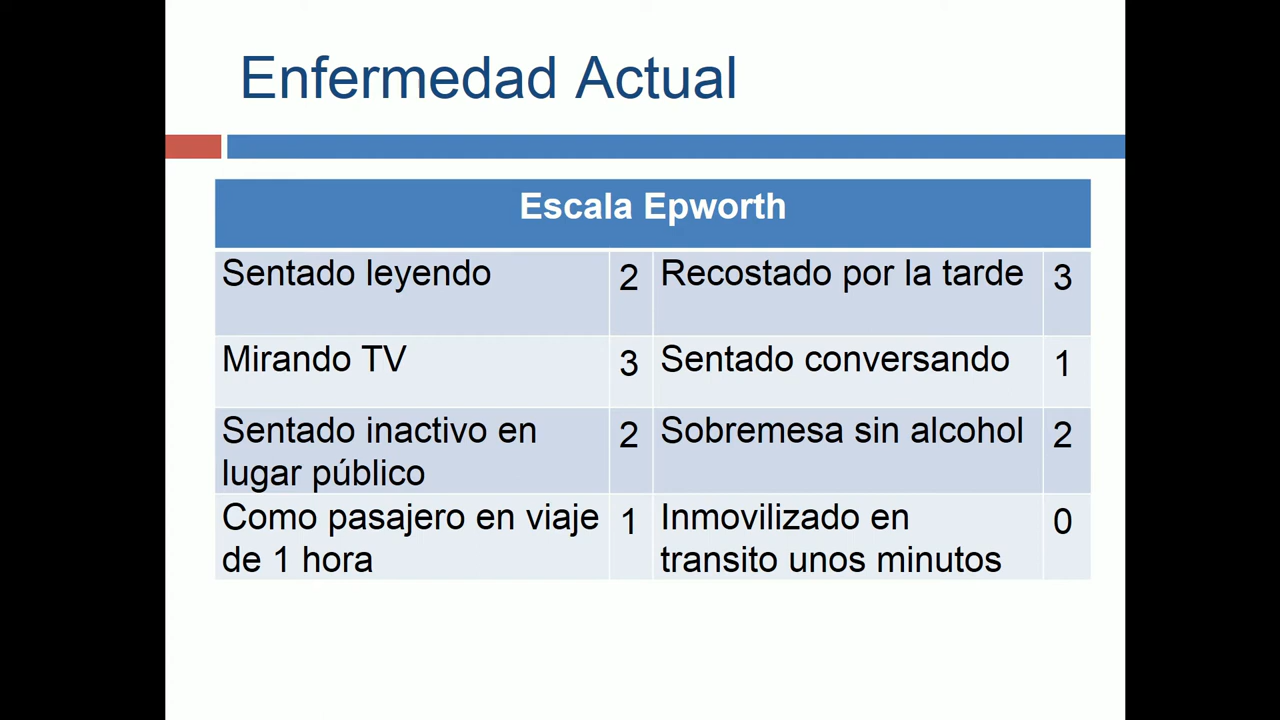 Enfermedad Actual
Escala Epworth
Sentado leyendo 2 Recostado por la tarde 3
Mirando TV 3 Sentado conversando 1
Sentado inactivo en lugar público 2 Sobremesa sin alcohol 2
Como pasajero en viaje de 1 hora 1 Inmovilizado en transito unos minutos 0